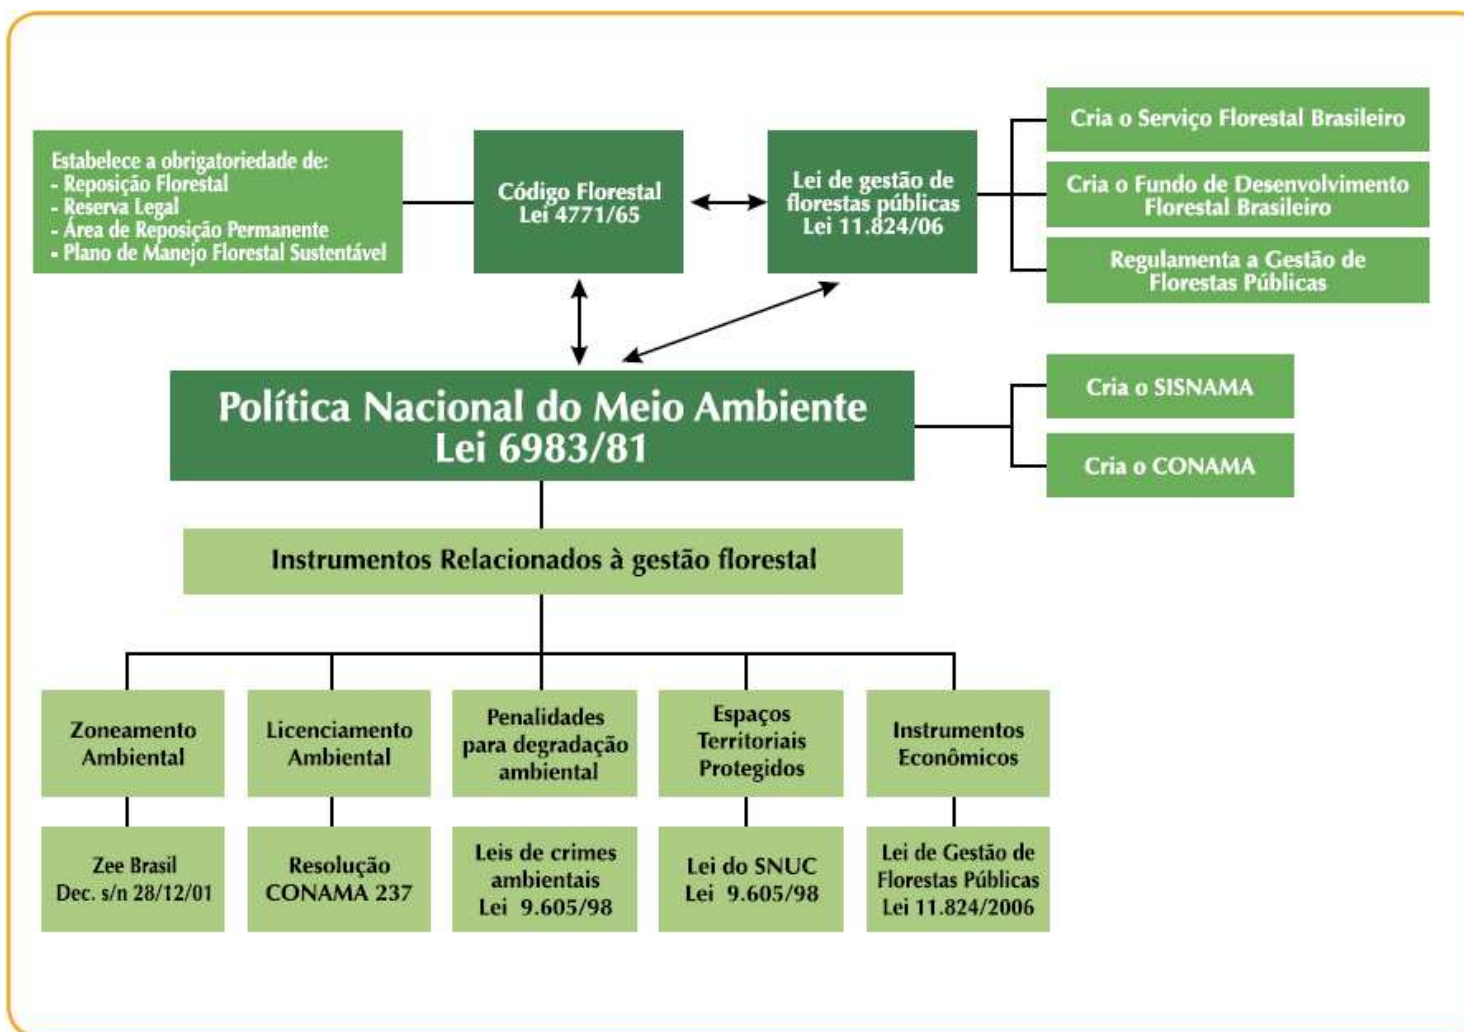 Estabelece a obrigatoriedade de:
- Reposição Florestal
- Reserva Legal
- Área de Reposição Permanente
- Plano de Manejo Florestal Sustentável
Código Florestal
Lei 4771/65
Lei de gestão de
florestas públicas
Lei 11.824/06
Cria o Serviço Florestal Brasileiro
Cria o Fundo de Desenvolvimento
Florestal Brasileiro
Regulamenta a Gestão de
Florestas Públicas
Política Nacional do Meio Ambiente
Lei 6983/81
Cria o SISNAMA
Cria o CONAMA
Instrumentos Relacionados à gestão florestal
Zoneamento
Ambiental
Licenciamento
Ambiental
Penalidades
para degradação
ambiental
Espaços
Territoriais
Protegidos
Instrumentos
Econômicos
Zee Brasil
Dec. s/n 28/12/01
Resolução
CONAMA 237
Leis de crimes
ambientais
Lei 9.605/98
Lei do SNUC
Lei 9.605/98
Lei de Gestão de
Florestas Públicas
Lei 11.824/2006